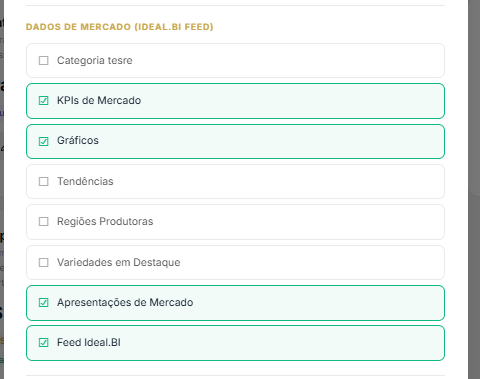 DADOS DE MERCADO (IDEAL.BI FEED)
Categoria tesre
KPIs de Mercado
Gráficos
Tendências
Regiões Produtoras
Variedades em Destaque
Apresentações de Mercado
Feed Ideal.BI